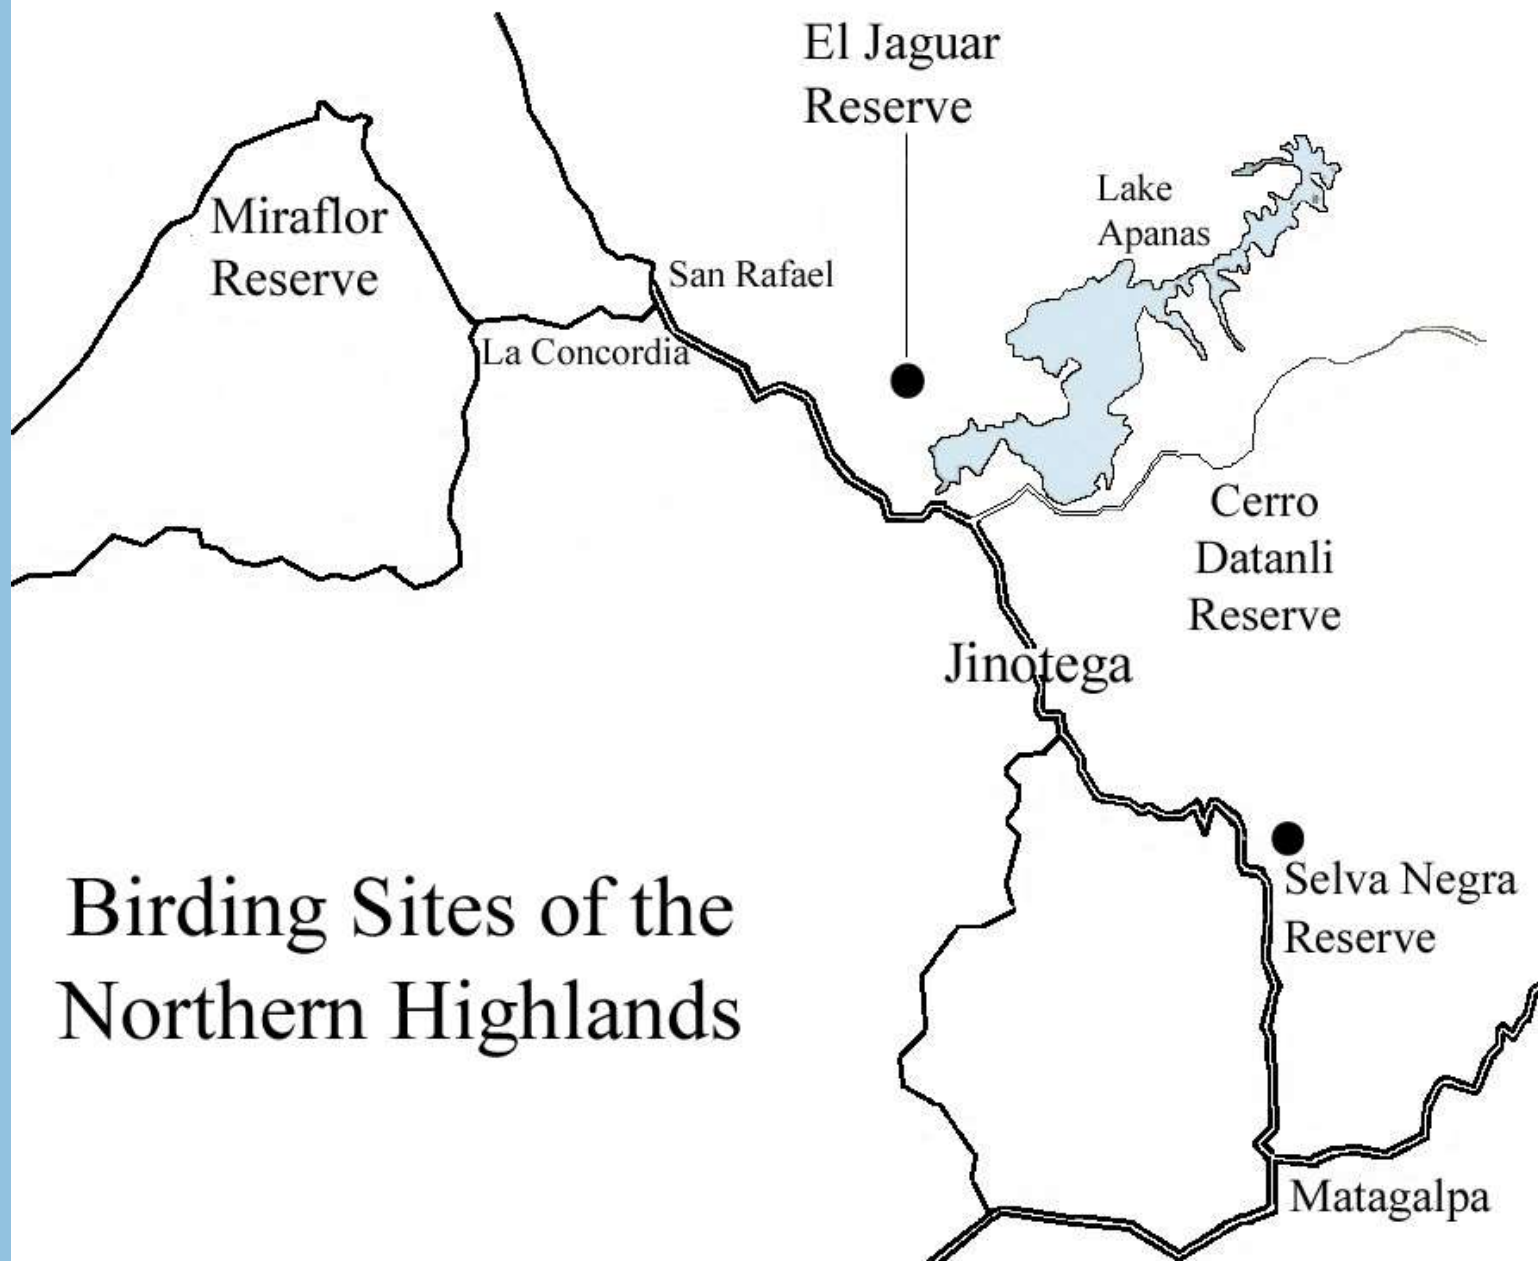 El Jaguar
Reserve
Lake
Apanas
Miraflor
Reserve
San Rafael
La Concordia
Cerro
Datanli
Reserve
Jinotega
Selva Negra
Reserve
Birding Sites of the
Northern Highlands
Matagalpa